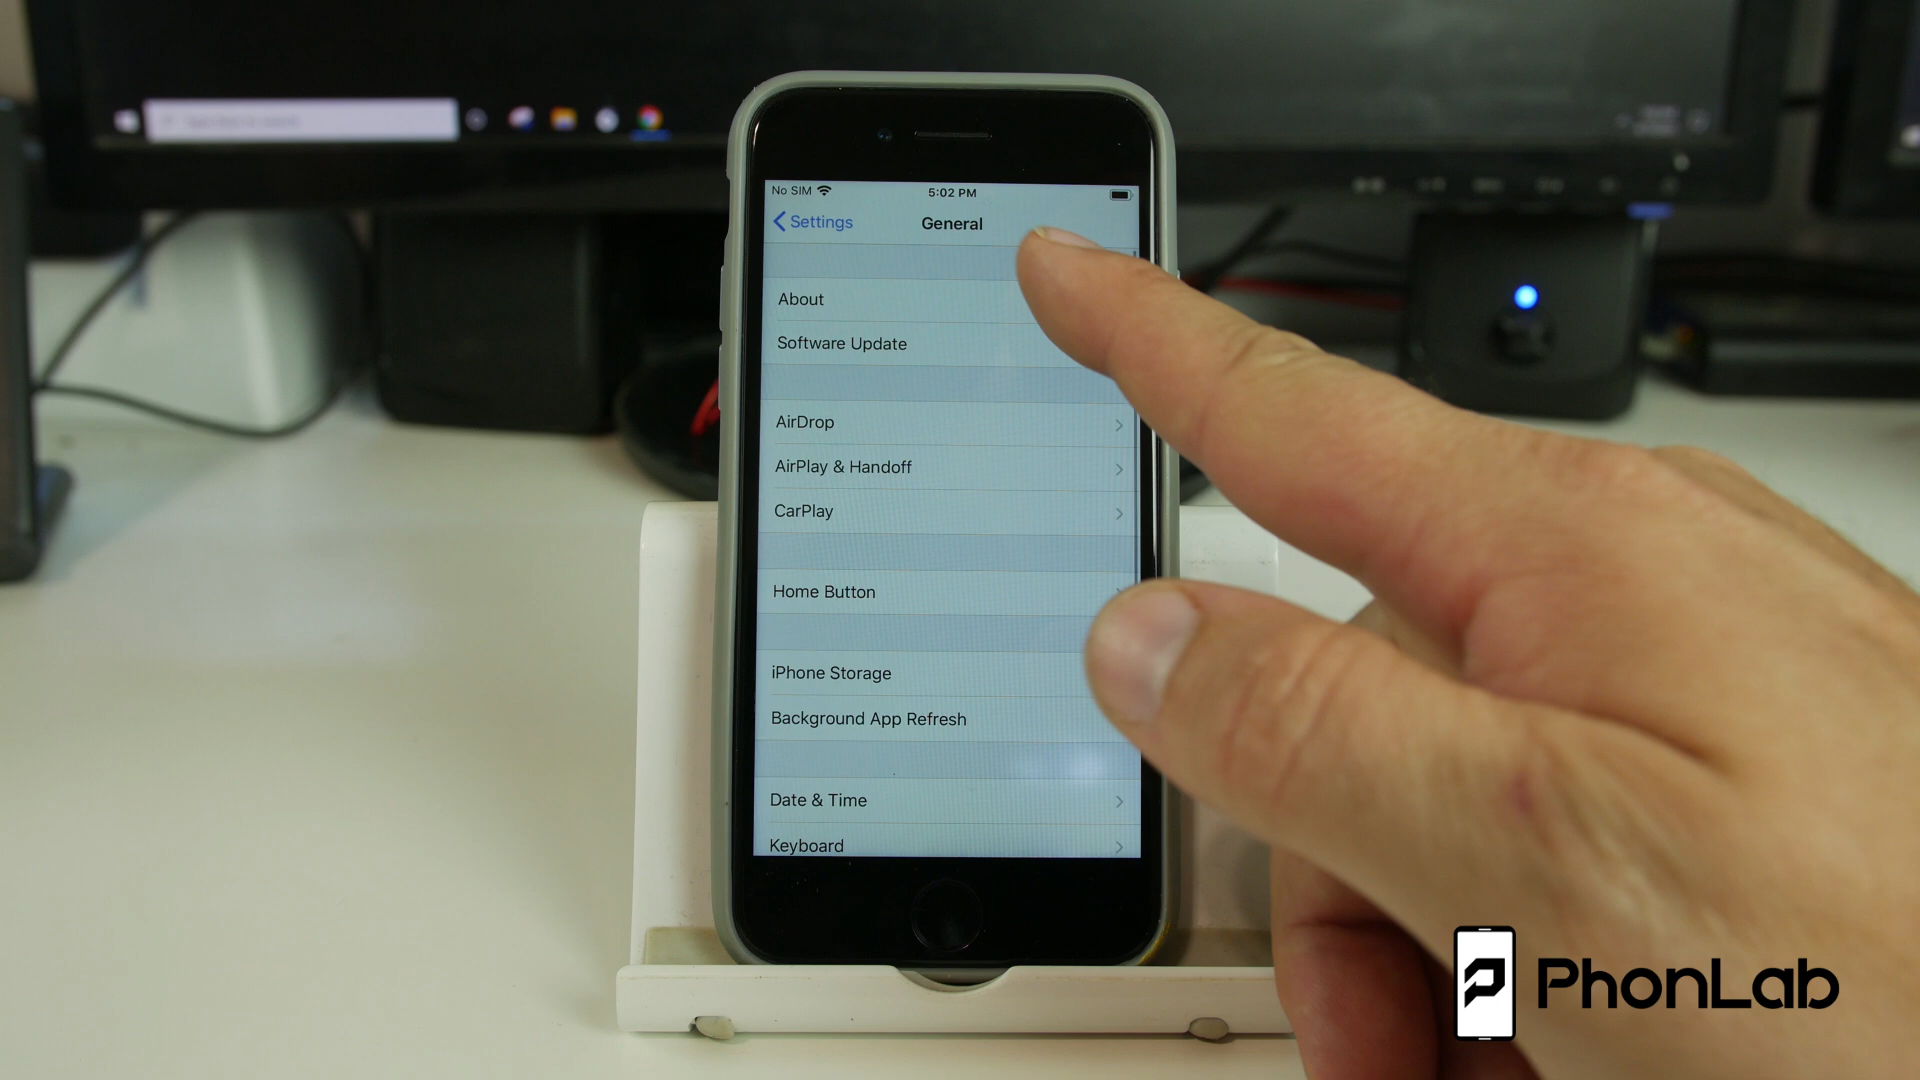 No SIM 5:02 PM
Settings General
About
Software Update
AirDrop
AirPlay & Handoff
CarPlay
Home Button
iPhone Storage
Background App Refresh
Date & Time
Keyboard
PhonLab